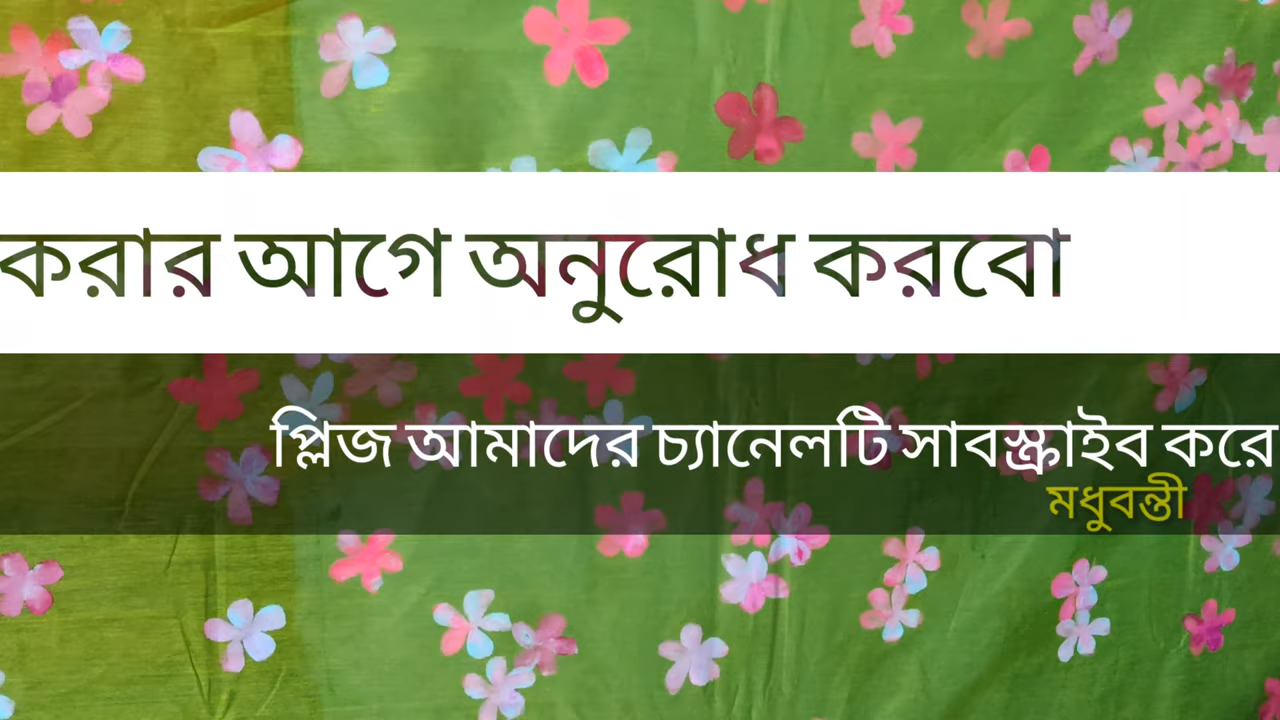 করার আগে অনুরোধ করবো
প্লিজ আমাদের চ্যানেলটি সাবস্ক্রাইব করে
মধুবন্তী